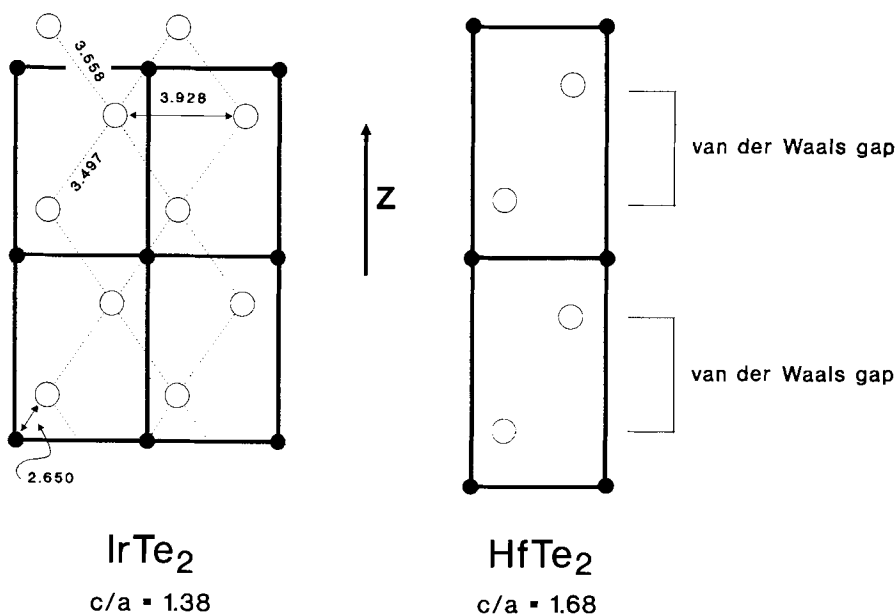 3.558
3.928
3.497
2.650
Z
van der Waals gap
van der Waals gap
IrTe2
c/a = 1.38
HfTe2
c/a = 1.68